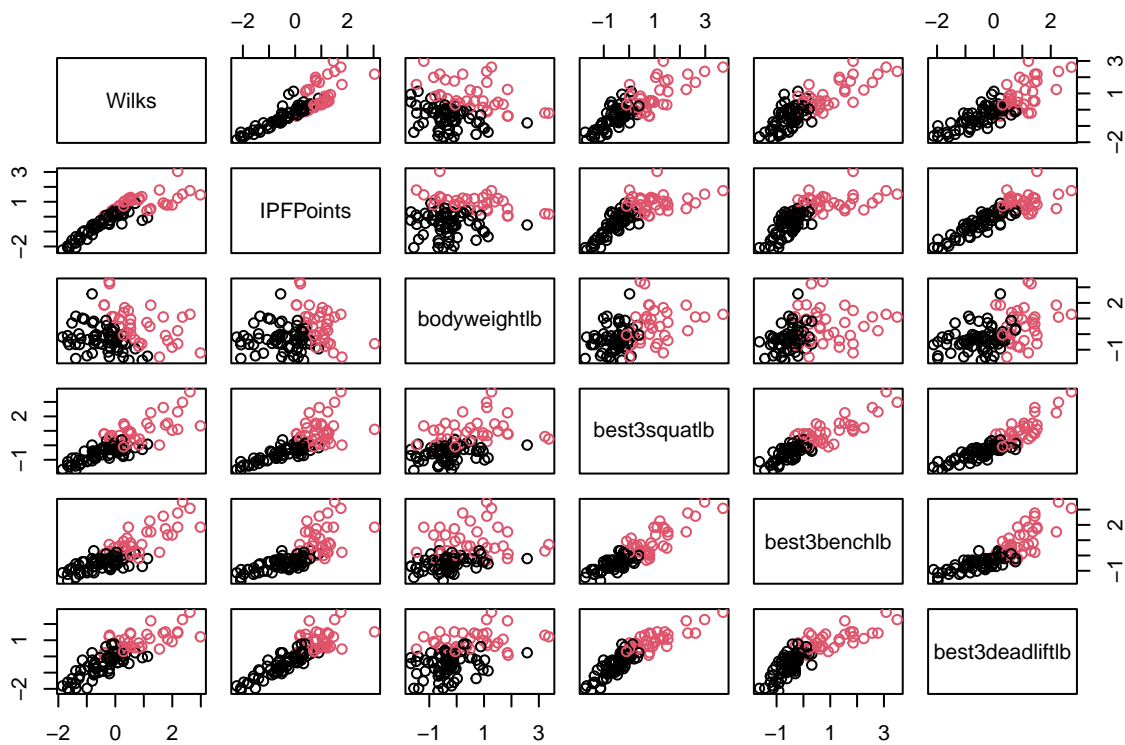 −2 0 2 −1 1 3 −2 0 2
Wilks
−2 1 3
−2 1 3
IPFPoints
bodyweightlb
−1 2
−1 2
best3squatlb
best3benchlb
−1 2
−2 1
best3deadliftlb
−2 0 2 −1 1 3 −1 1 3